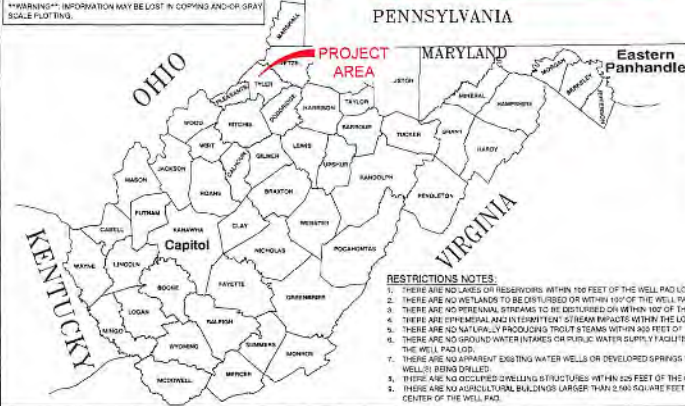 **WARNING**: INFORMATION MAY BE LOST IN COPYING AND/OR GRAY
SCALE PLOTTING.
PENNSYLVANIA
MARSHALL
OHIO
PROJECT
AREA
MARYLAND
Eastern
Panhandle
TYLER
PLEASANTS
DODDRIDGE
HARRISON
TAYLOR
MORGAN
BERKELEY
JEFFERSON
MINERAL
HAMPSHIRE
WOOD
RITCHIE
BARBOUR
TUCKER
GRANT
HARDY
WIRT
CALHOUN
GILMER
LEWIS
UPSHUR
RANDOLPH
JACKSON
MASON
ROANE
BRAXTON
PENDLETON
PUTNAM
CABELL
KANAWHA
CLAY
WEBSTER
POCAHONTAS
Capitol
NICHOLAS
VIRGINIA
KENTUCKY
WAYNE
LINCOLN
BOONE
FAYETTE
GREENBRIER
LOGAN
MINGO
RALEIGH
WYOMING
SUMMERS
MONROE
MCDOWELL
MERCER
RESTRICTIONS NOTES:
1. THERE ARE NO LAKES OR RESERVOIRS WITHIN 100 FEET OF THE WELL PAD
2. THERE ARE NO WETLANDS TO BE DISTURBED OR WITHIN 100' OF THE WELL
3. THERE ARE NO PERENNIAL STREAMS TO BE DISTURBED OR WITHIN 100' OF
4. THERE ARE EPHEMERAL AND INTERMITTENT STREAM IMPACTS WITHIN THE
5. THERE ARE NO NATURALLY PRODUCING TROUT STEAMS WITHIN 300 FEET OF
6. THERE ARE NO GROUND WATER INTAKES OR PUBLIC WATER SUPPLY
THE WELL PAD LOD.
7. THERE ARE NO APPARENT EXISTING WATER WELLS OR DEVELOPED SPRINGS
WELL(S) BEING DRILLED.
8. THERE ARE NO OCCUPIED DWELLING STRUCTURES WITHIN 625 FEET OF THE
9. THERE ARE NO AGRICULTURAL BUILDINGS LARGER THAN 2,500 SQUARE FEET
CENTER OF THE WELL PAD.